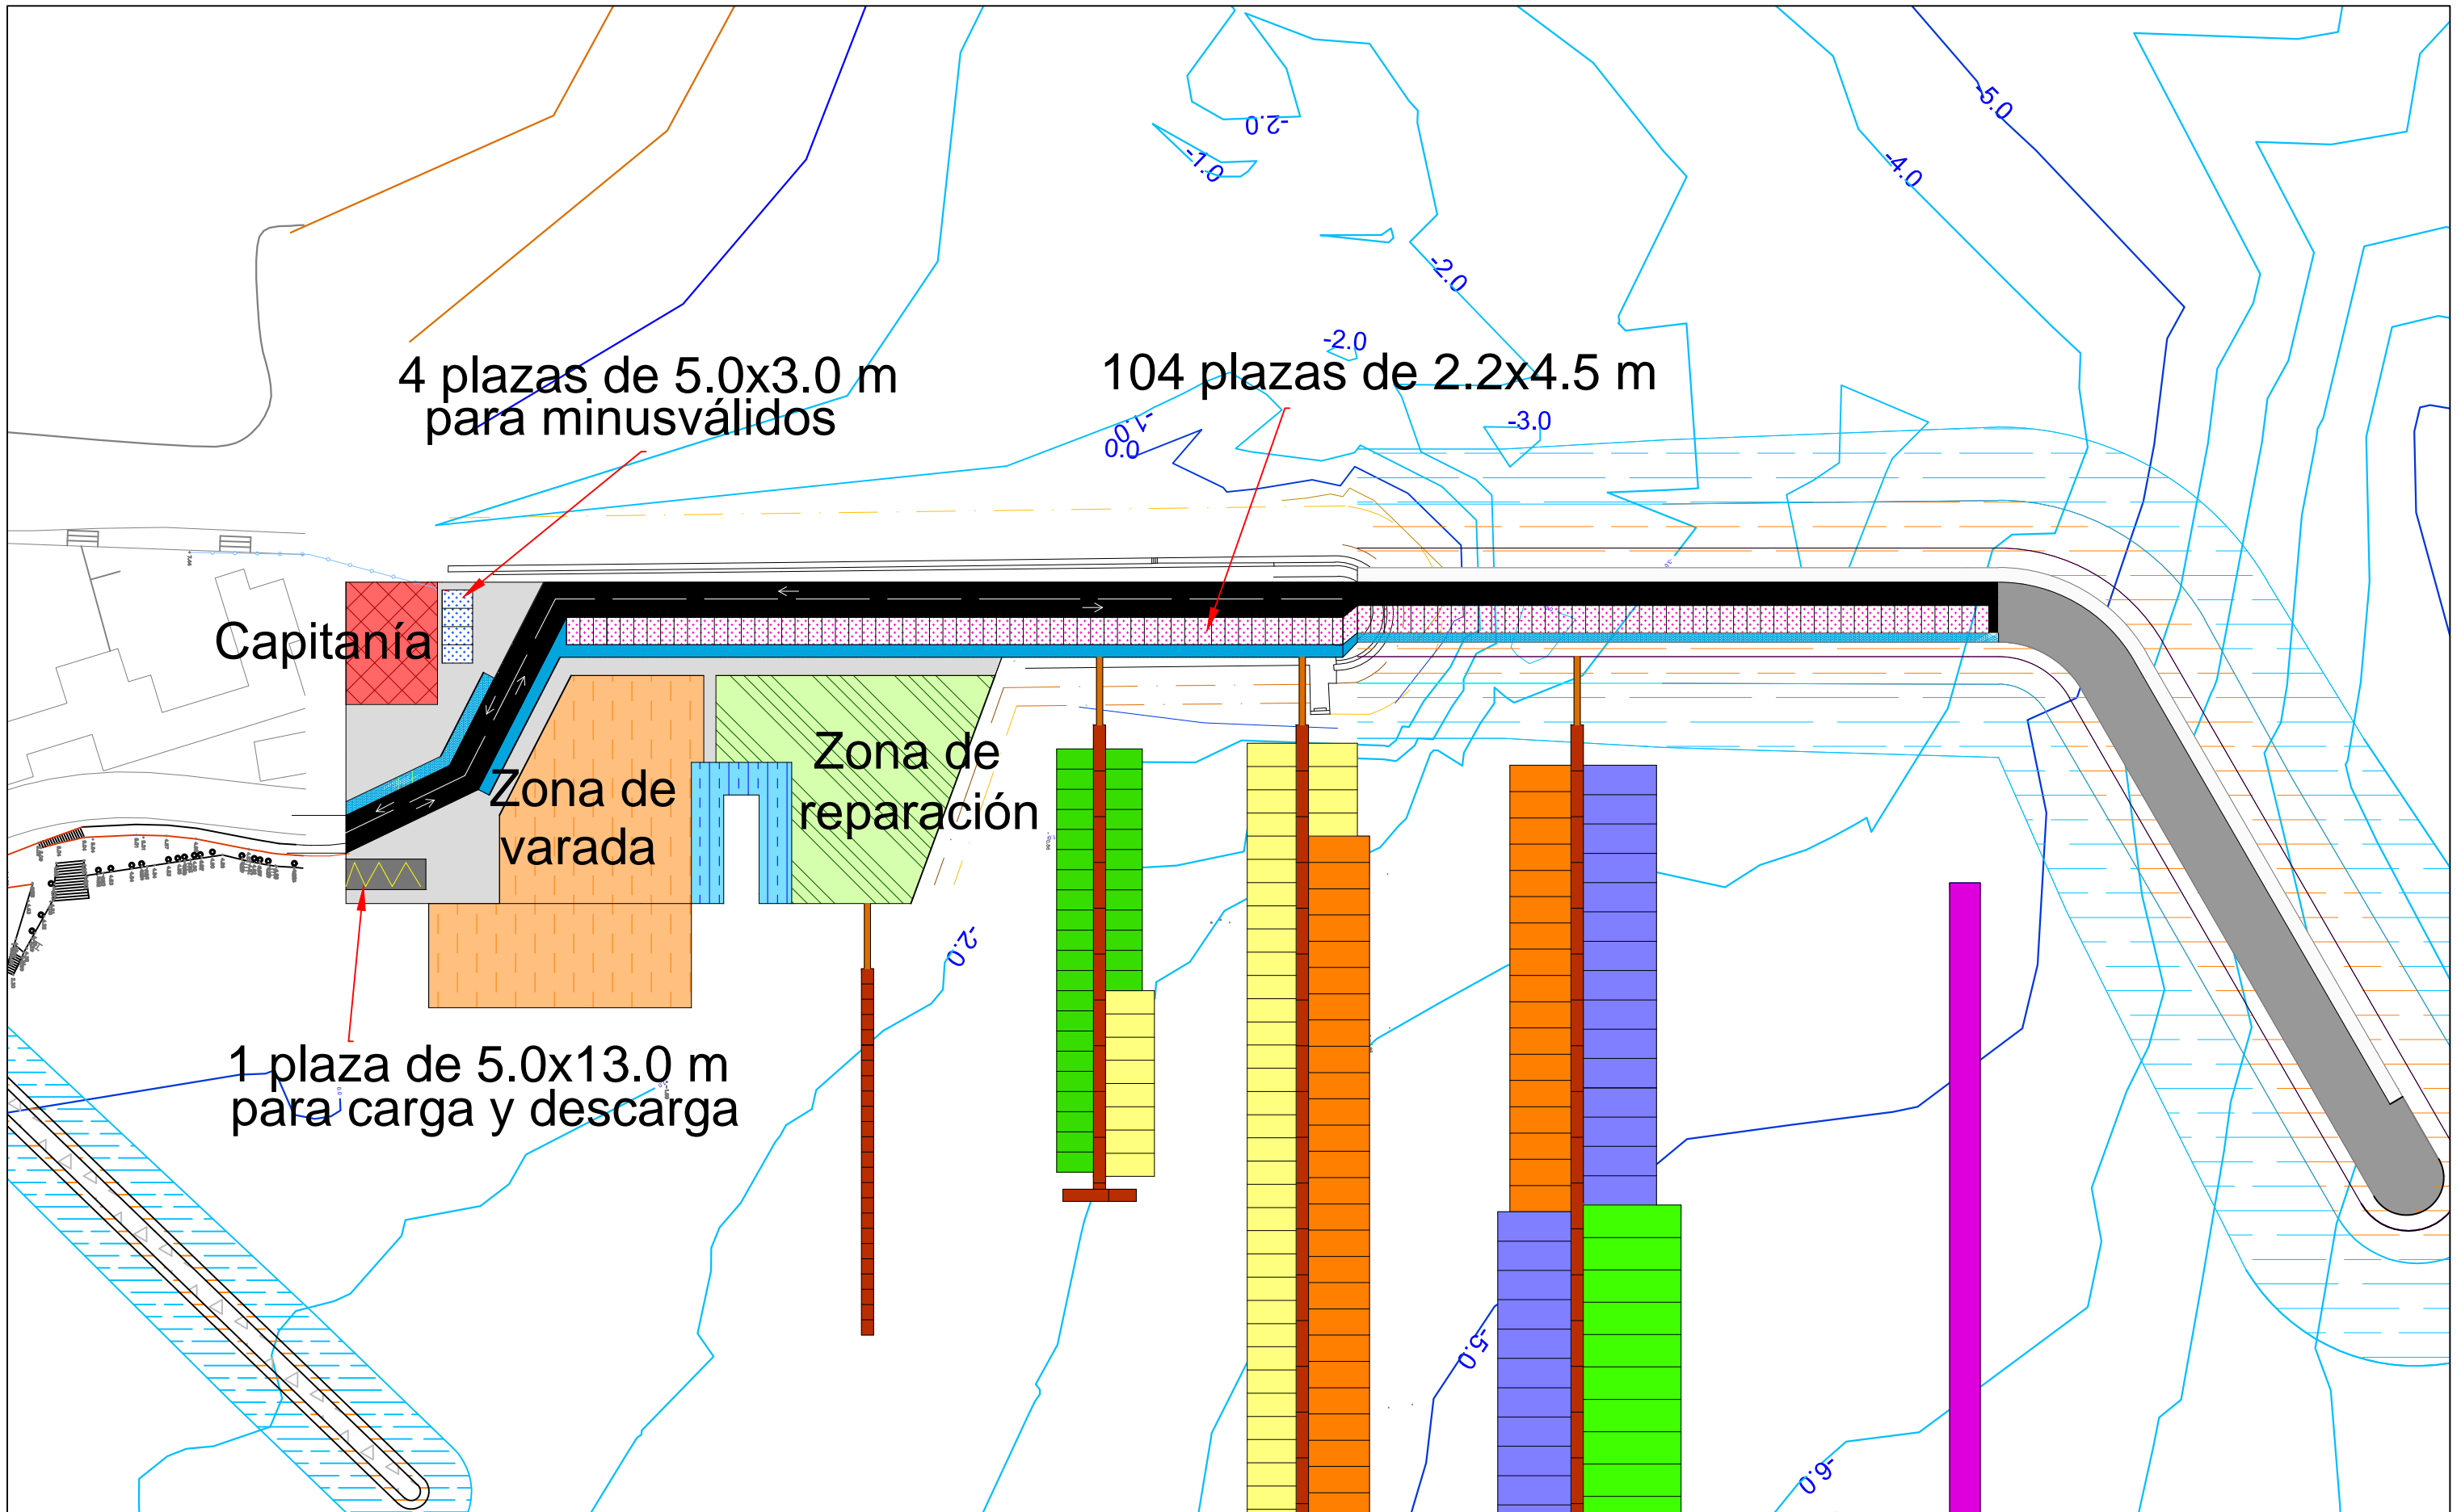 -5.0
-2.0
-1.0
-4.0
-2.0
-2.0
4 plazas de 5.0x3.0 m
para minusválidos
104 plazas de 2.2x4.5 m
-1.0
0.0
-3.0
Capitanía
Zona de
varada
Zona de
reparación
-2.0
1 plaza de 5.0x13.0 m
para carga y descarga
-5.0
-6.0